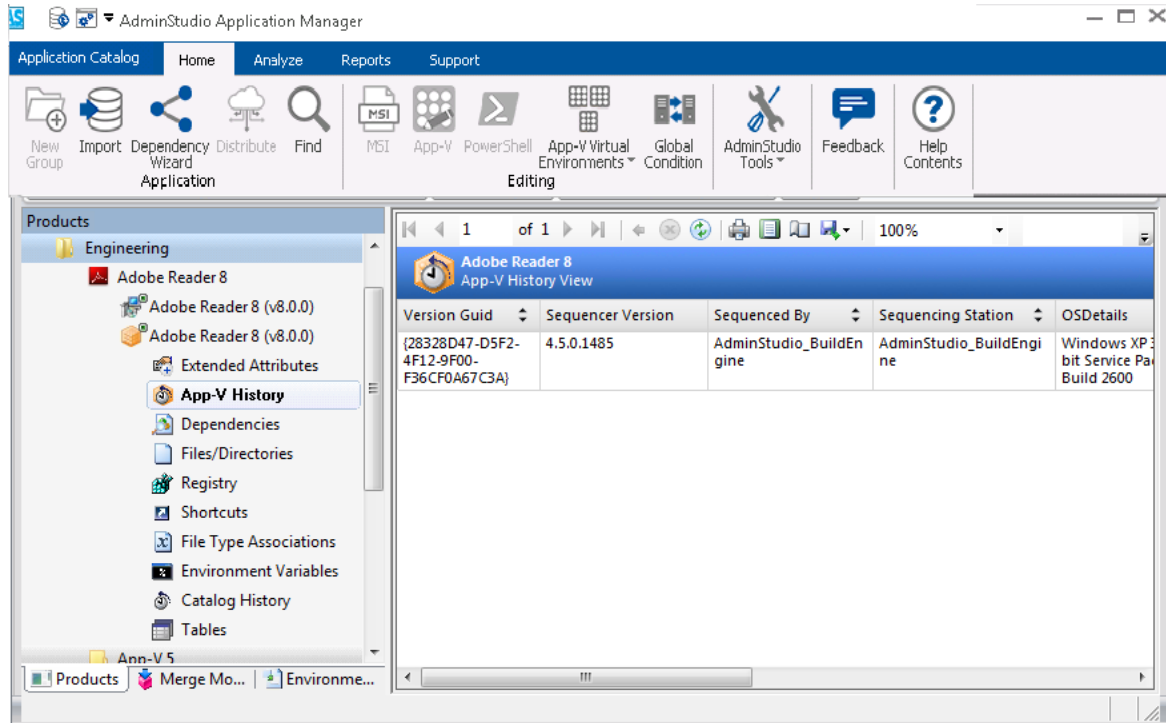 AS AdminStudio Application Manager
Application Catalog Home Analyze Reports Support
New Group
Import
Dependency Wizard
Distribute
Find
MSI
MSI
App-V
PowerShell
App-V Virtual Environments
Global Condition
AdminStudio Tools
Feedback
Help Contents
Application
Editing
Products
Engineering
Adobe Reader 8
Adobe Reader 8 (v8.0.0)
Adobe Reader 8 (v8.0.0)
Extended Attributes
App-V History
Dependencies
Files/Directories
Registry
Shortcuts
File Type Associations
Environment Variables
Catalog History
Tables
App-V 5
Products Merge Mo... Environme...
1 of 1 100%
Adobe Reader 8
App-V History View
Version Guid Sequencer Version Sequenced By Sequencing Station OSDetails
{28328D47-D5F2-
4F12-9F00-
F36CF0A67C3A}
4.5.0.1485
AdminStudio_BuildEn
gine
AdminStudio_BuildEngi
ne
Windows XP
bit Service
Build 2600